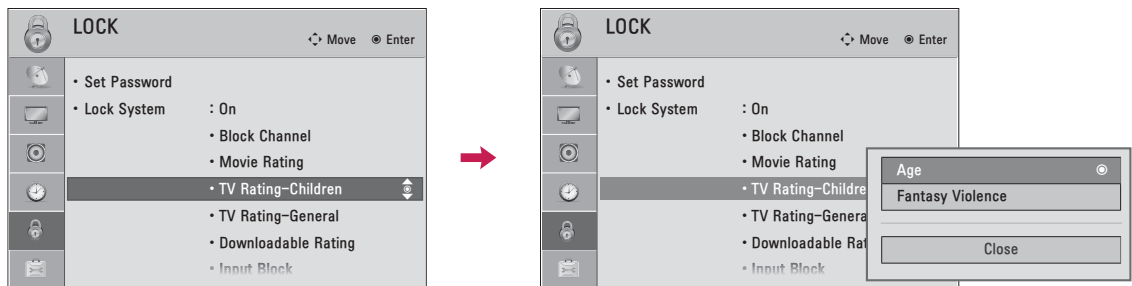 LOCK
Move Enter
• Set Password
• Lock System : On
• Block Channel
• Movie Rating
• TV Rating-Children
• TV Rating-General
• Downloadable Rating
• Input Block
LOCK
Move Enter
• Set Password
• Lock System : On
• Block Channel
• Movie Rating
• TV Rating-Childre
• TV Rating-Genera
• Downloadable Rat
• Input Block
Age
Fantasy Violence
Close